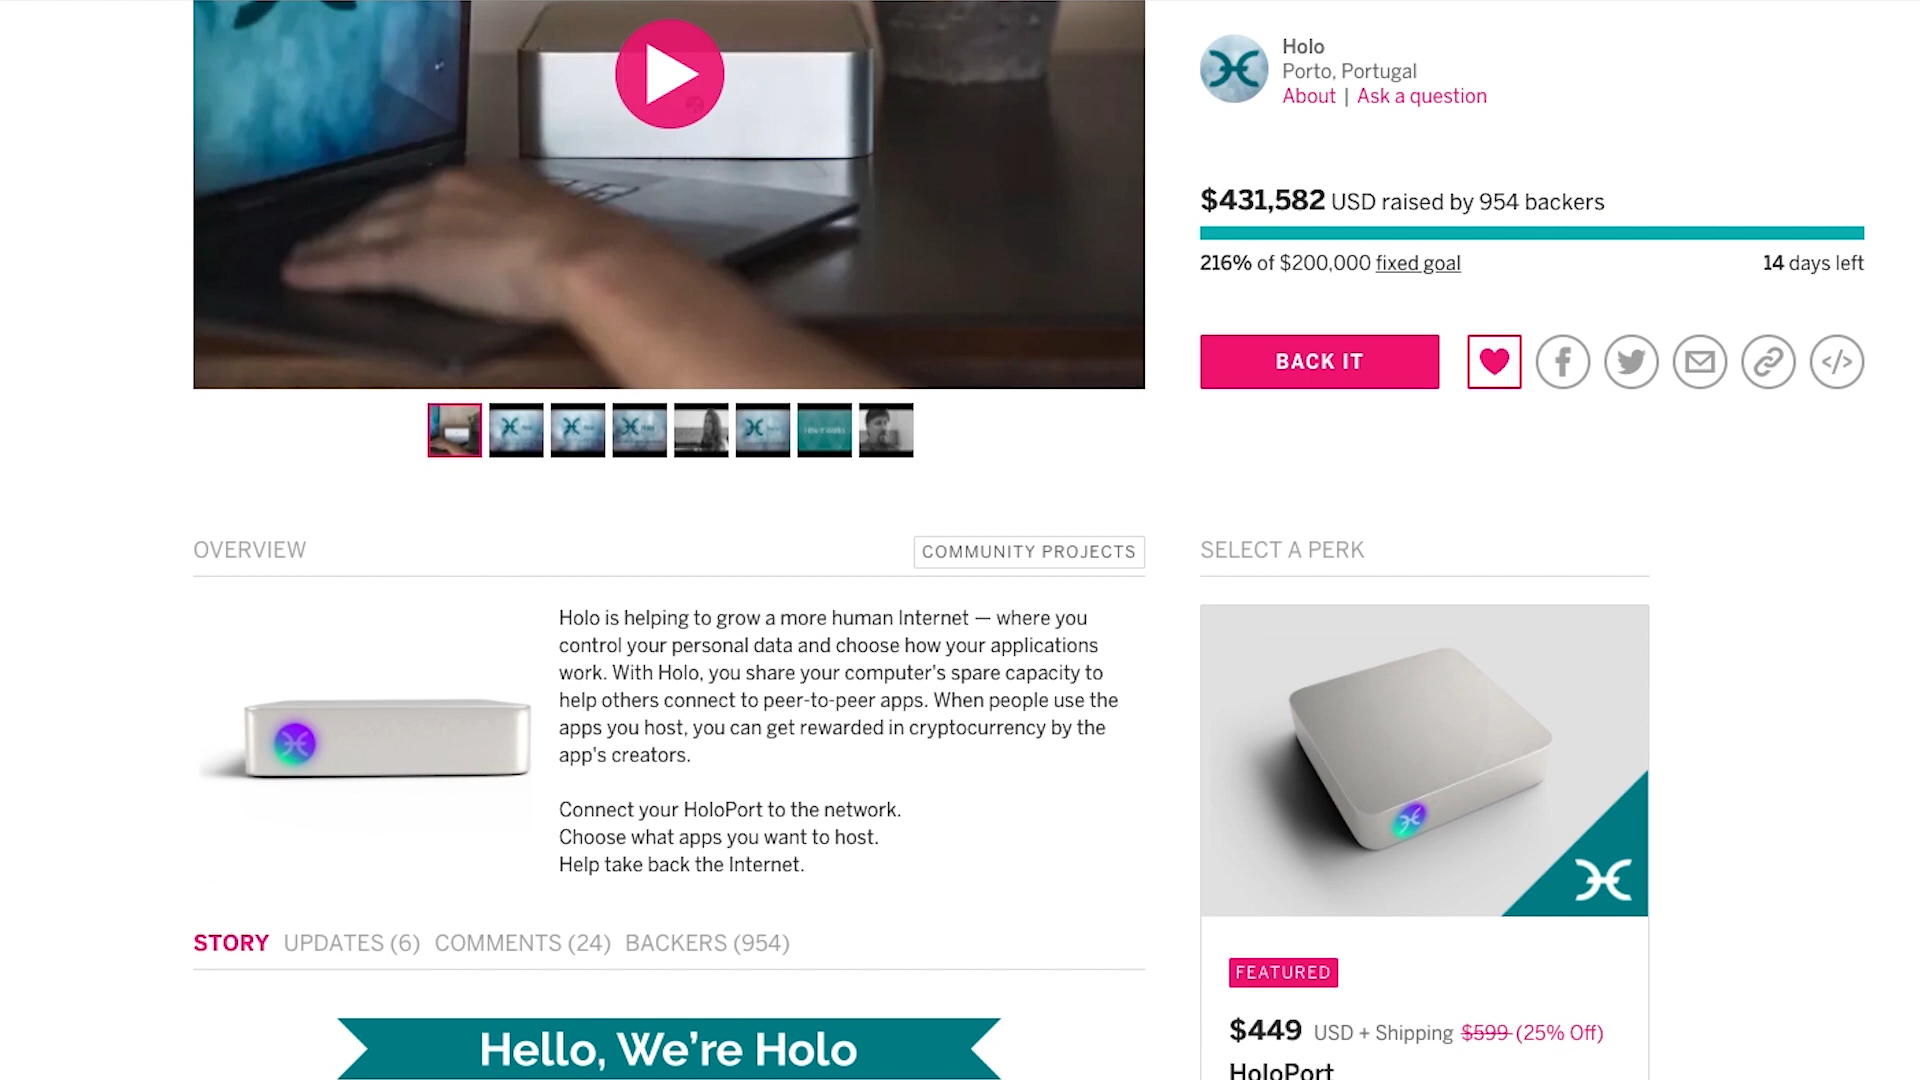 Holo
Porto, Portugal
About | Ask a question
$431,582 USD raised by 954 backers
216% of $200,000 fixed goal
14 days left
BACK IT
OVERVIEW
COMMUNITY PROJECTS
Holo is helping to grow a more human Internet — where you
control your personal data and choose how your applications
work. With Holo, you share your computer's spare capacity to
help others connect to peer-to-peer apps. When people use the
apps you host, you can get rewarded in cryptocurrency by the
app's creators.
Connect your HoloPort to the network.
Choose what apps you want to host.
Help take back the Internet.
STORY UPDATES (6) COMMENTS (24) BACKERS (954)
Hello, We're Holo
SELECT A PERK
FEATURED
$449 USD + Shipping $599 (25% Off)
HoloPort